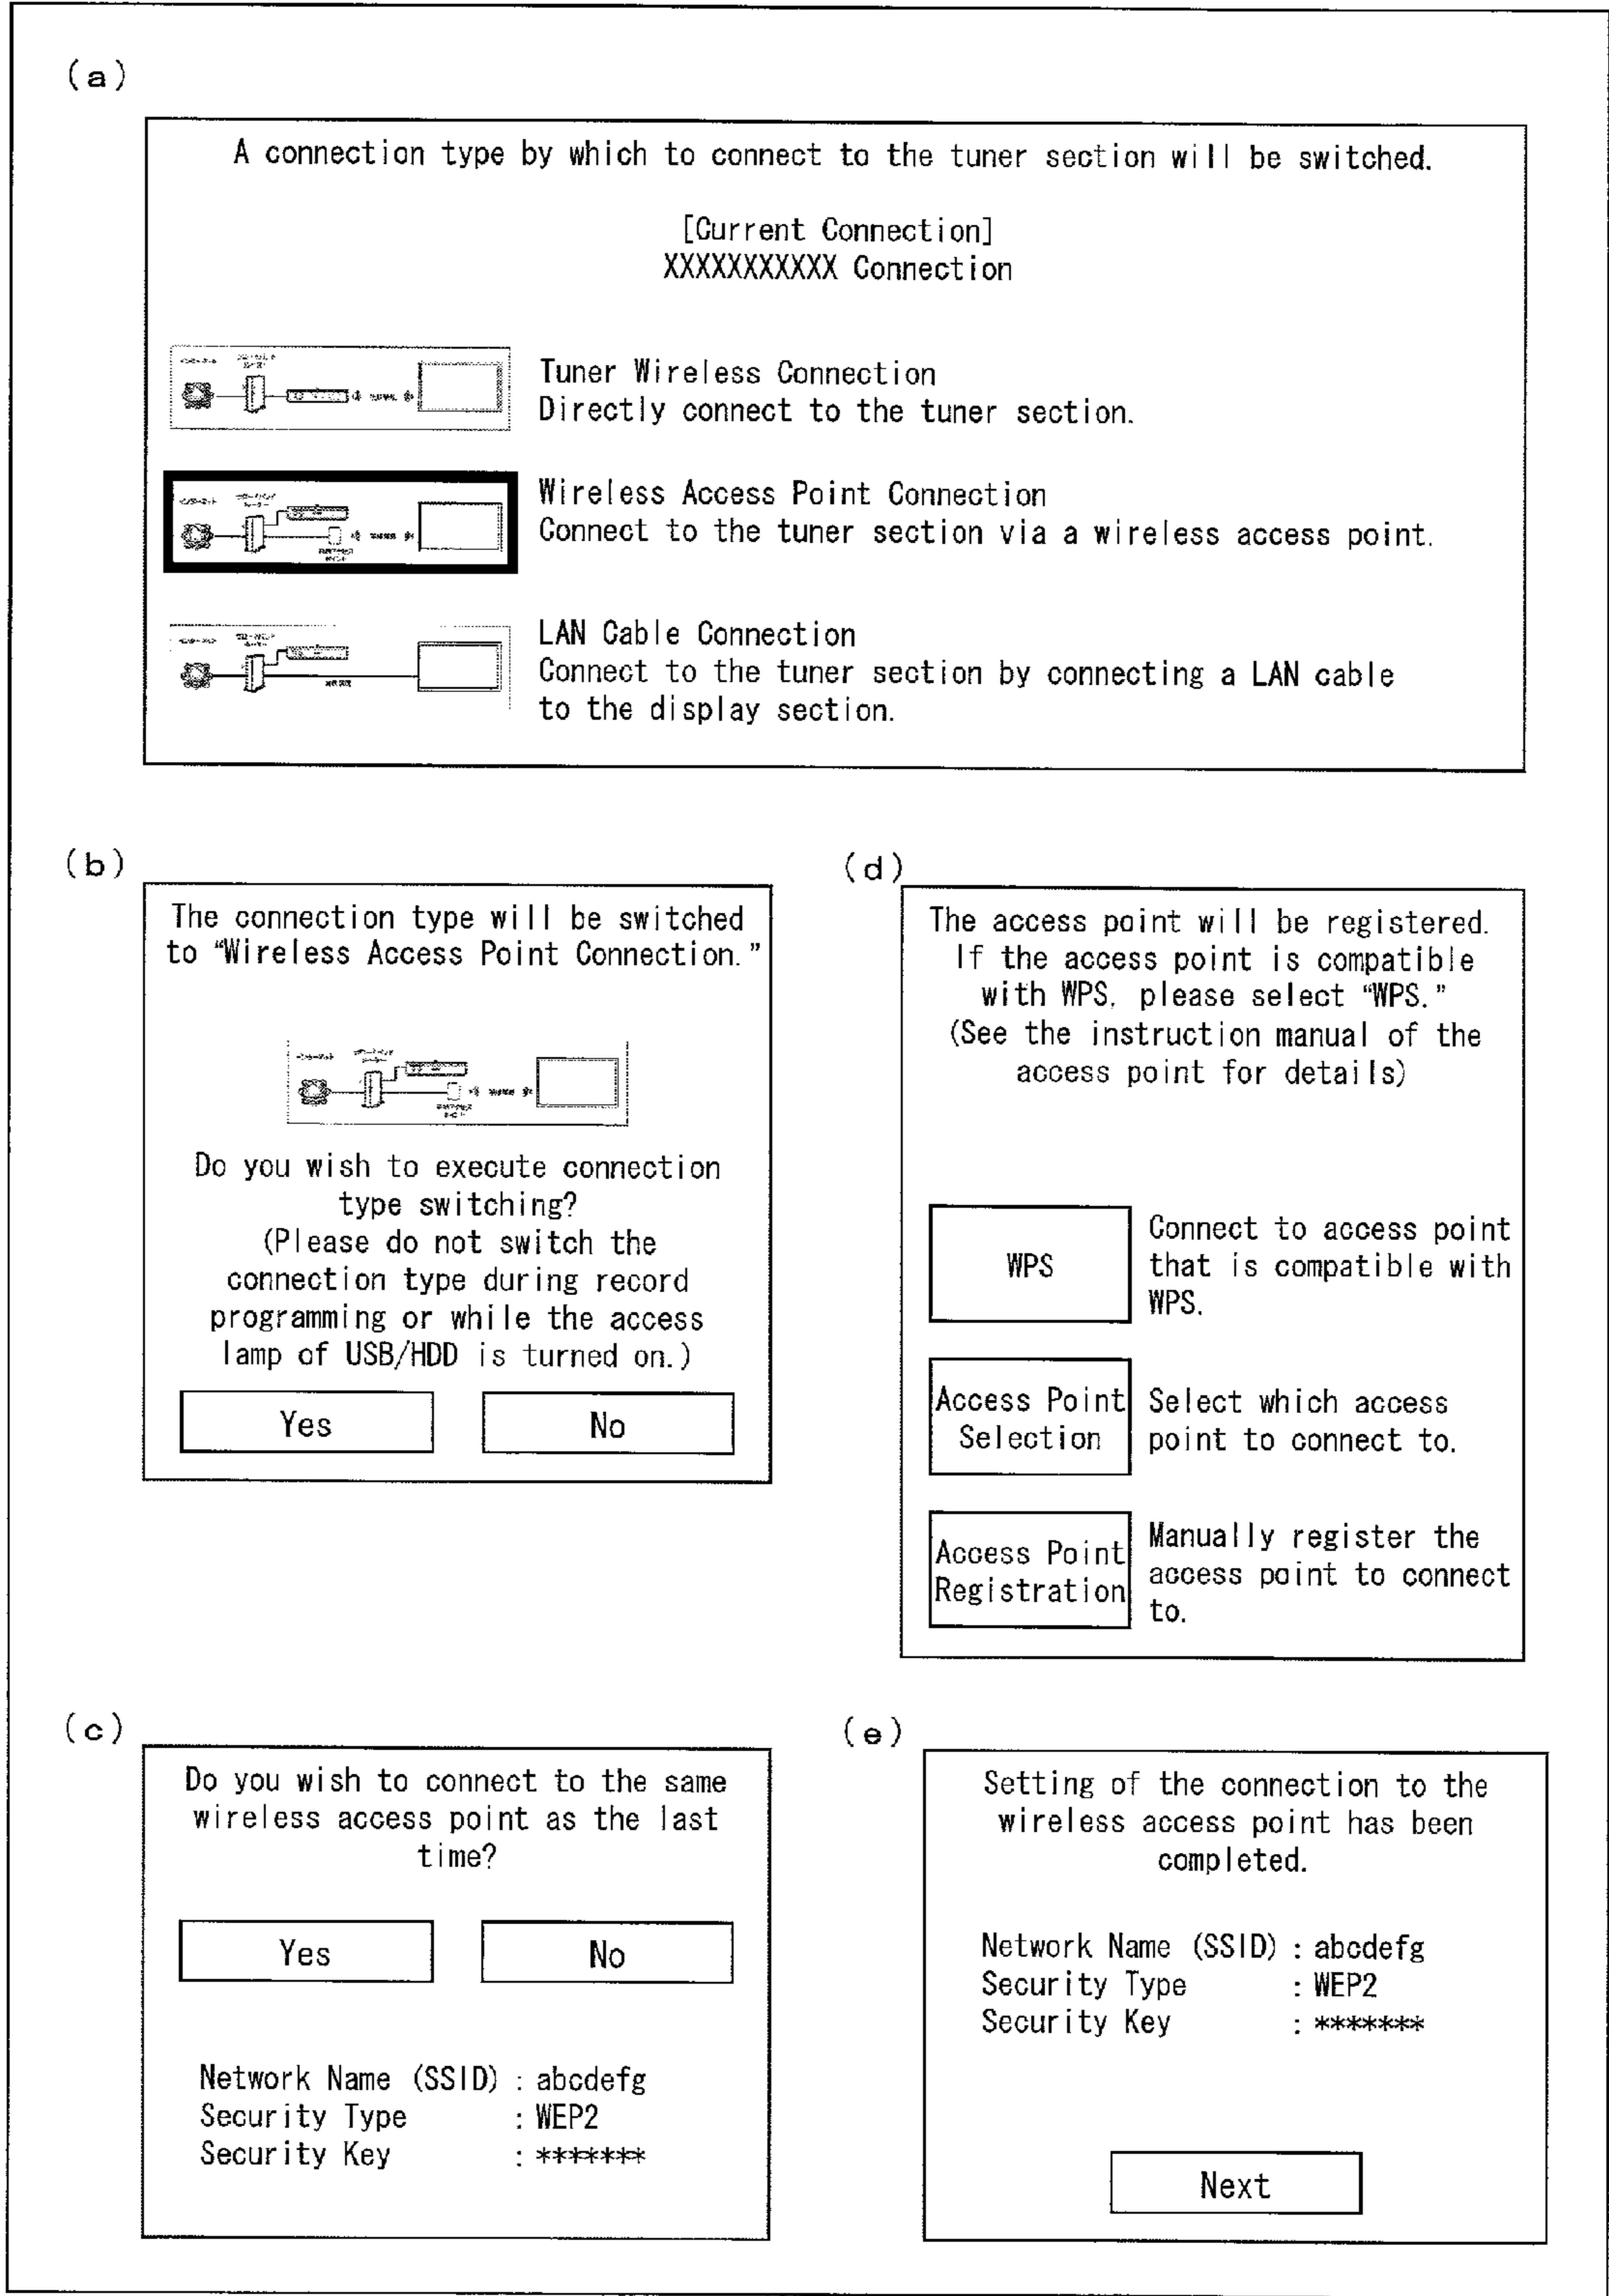 (a)
A connection type by which to connect to the tuner section will be switched.
[Current Connection]
XXXXXXXXXXX Connection
Tuner Wireless Connection
Directly connect to the tuner section.
Wireless Access Point Connection
Connect to the tuner section via a wireless access point.
LAN Cable Connection
Connect to the tuner section by connecting a LAN cable
to the display section.
(b)
The connection type will be switched
to “Wireless Access Point Connection.”
Do you wish to execute connection
type switching?
(Please do not switch the
connection type during record
programming or while the access
lamp of USB/HDD is turned on.)
Yes
No
(d)
The access point will be registered.
If the access point is compatible
with WPS, please select “WPS.”
(See the instruction manual of the
access point for details)
WPS
Connect to access point
that is compatible with
WPS.
Access Point
Selection
Select which access
point to connect to.
Access Point
Registration
Manually register the
access point to connect
to.
(c)
Do you wish to connect to the same
wireless access point as the last
time?
Yes
No
Network Name (SSID) : abcdefg
Security Type : WEP2
Security Key : *******
(e)
Setting of the connection to the
wireless access point has been
completed.
Network Name (SSID) : abcdefg
Security Type : WEP2
Security Key : *******
Next